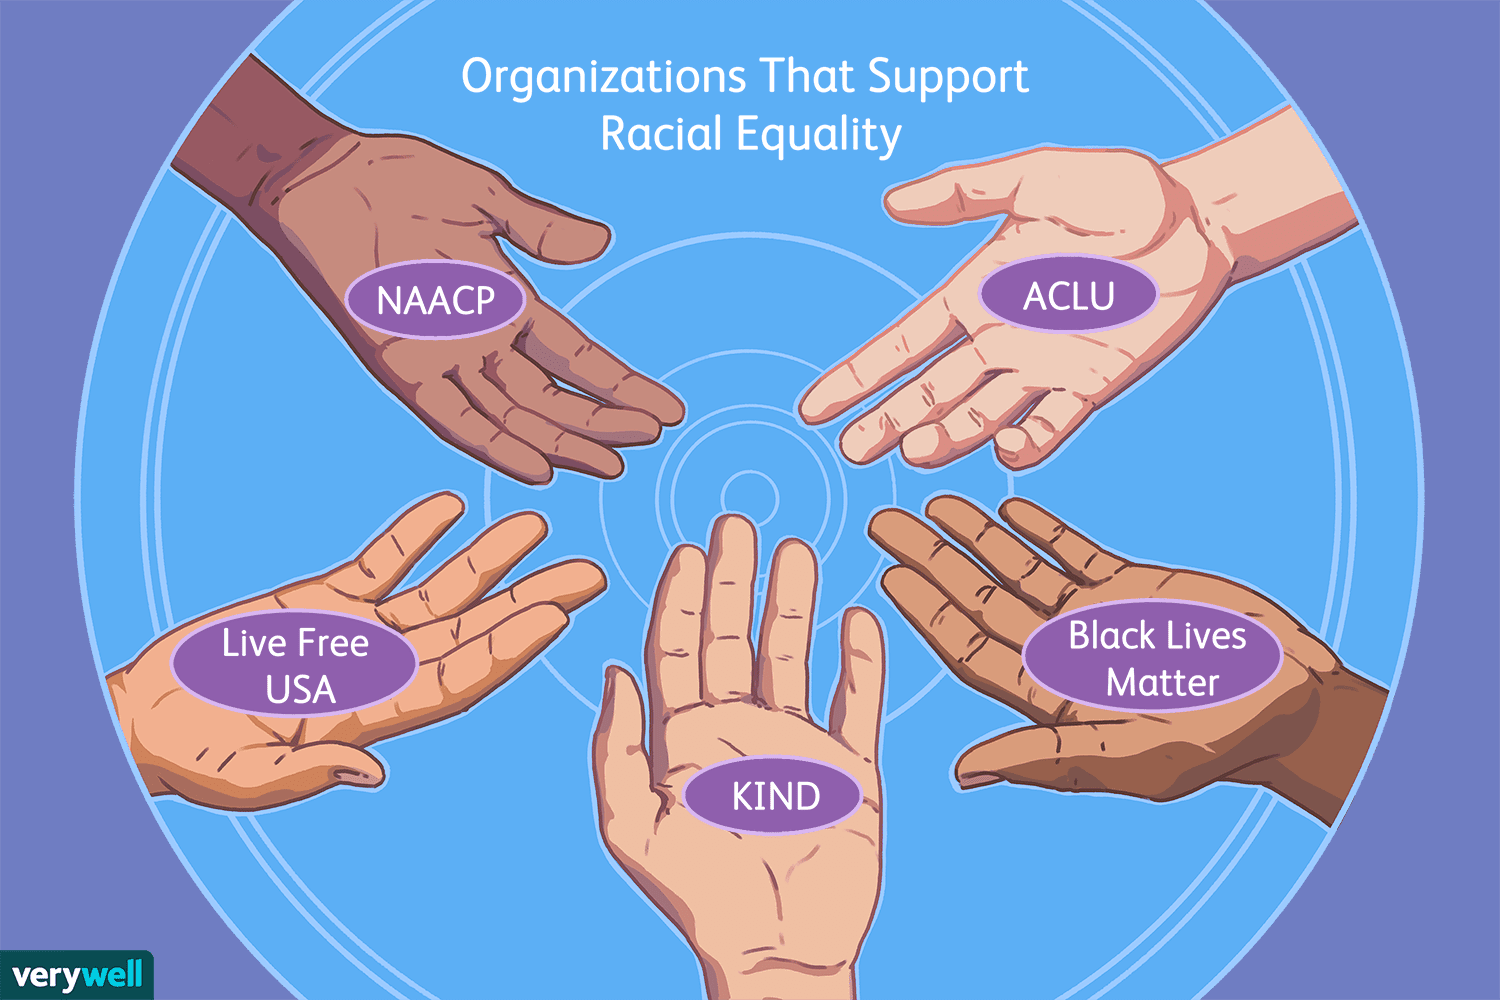 Organizations That Support
Racial Equality
NAACP
ACLU
Live Free
USA
Black Lives
Matter
KIND
verywell